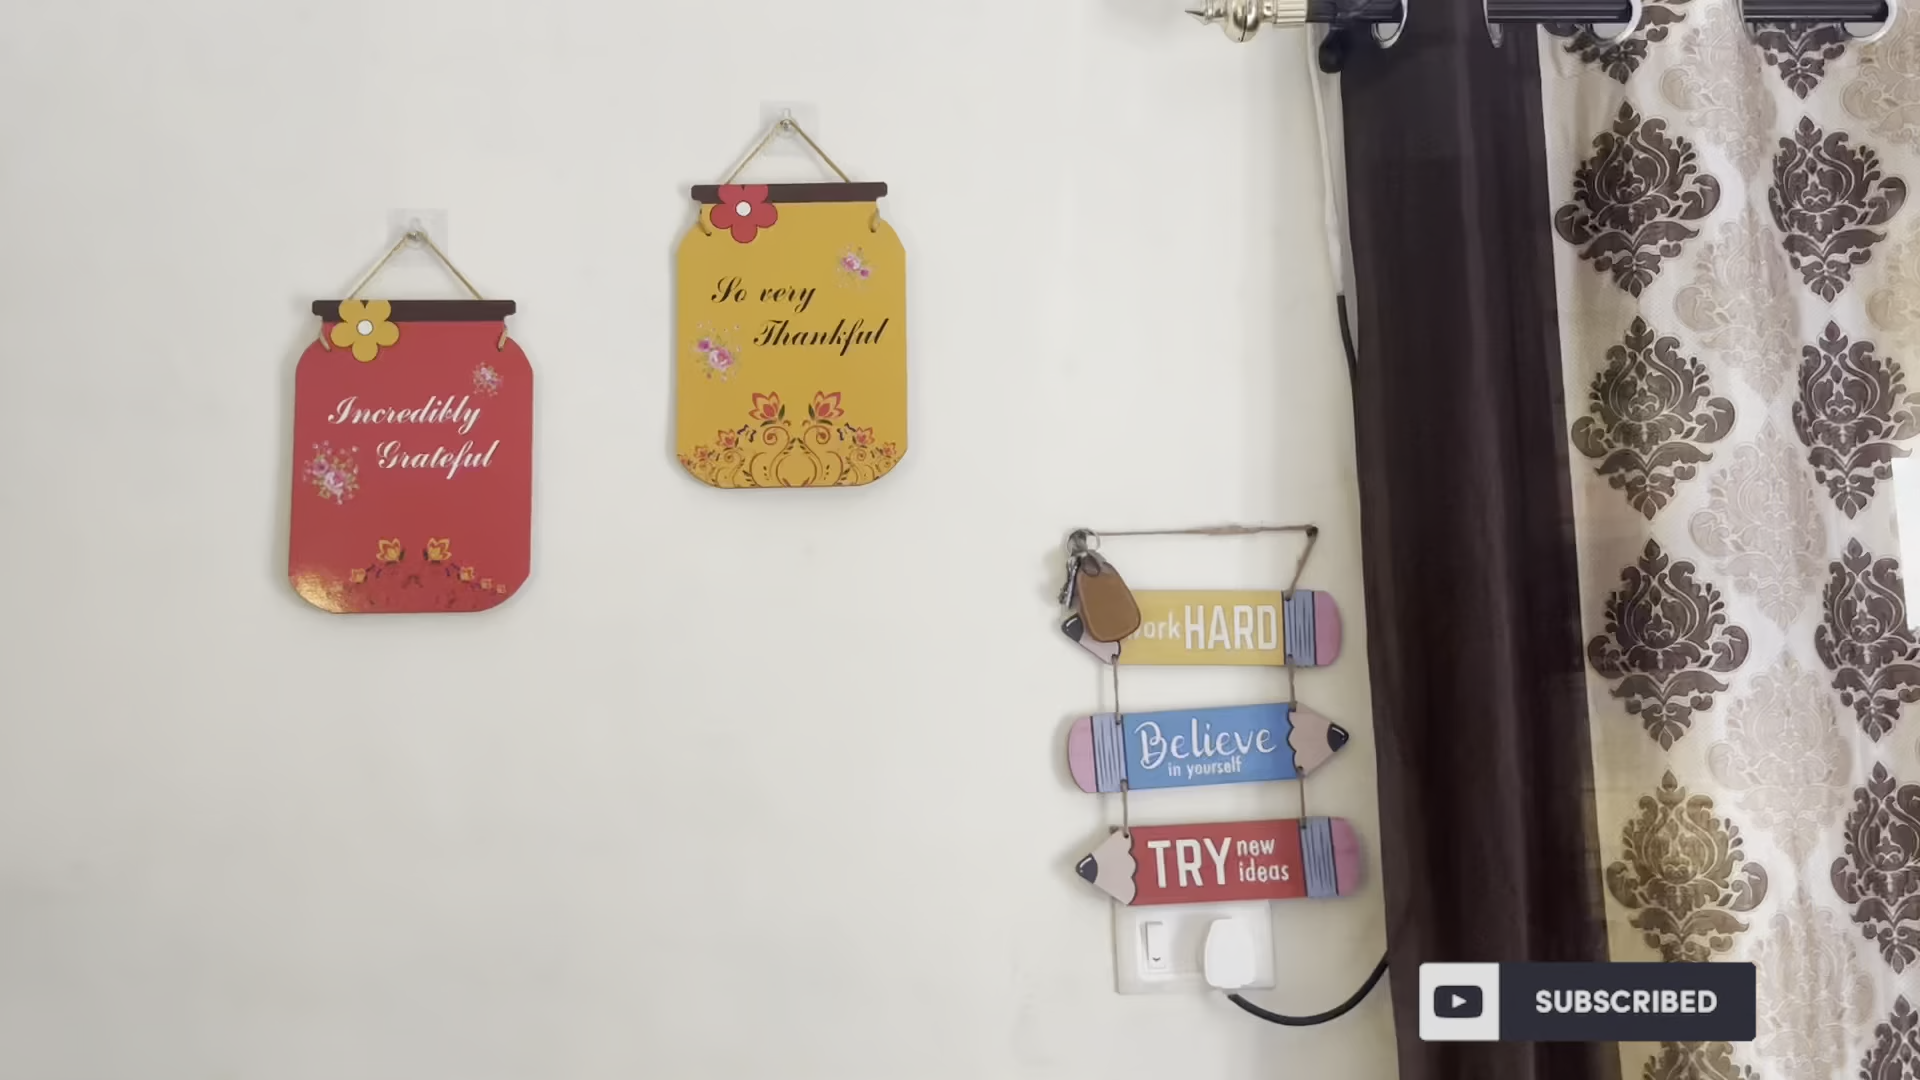 So very
Thankful
Incredibly
Grateful
HARD
Believe
in yourself
TRY new
ideas
SUBSCRIBED